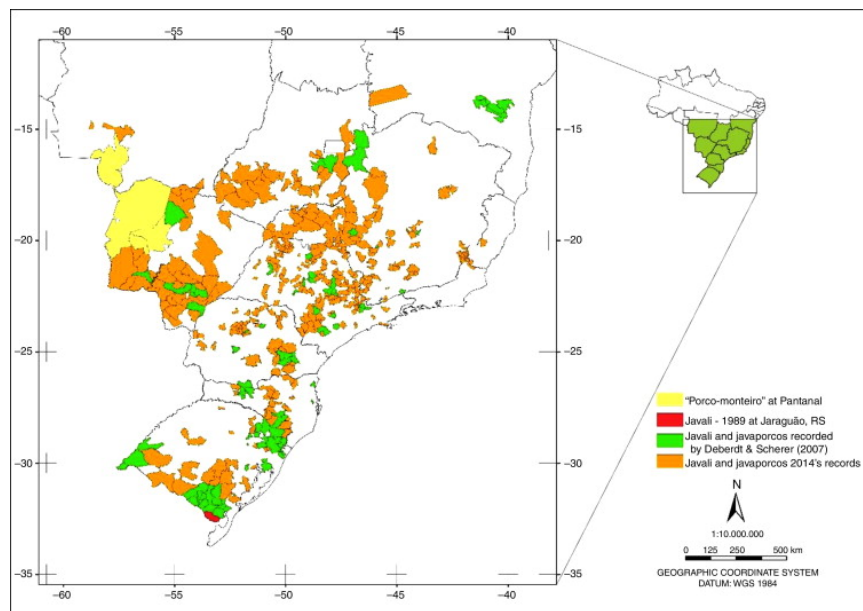 −60 −55 −50 −45 −40
−15
−20
−25
−30
−35
−60 −55 −50 −45 −40
−15
−20
−25
−30
−35
"Porco-monteiro" at Pantanal
Javali - 1989 at Jaraguão, RS
Javali and javaporcos recorded
by Deberdt & Scherer (2007)
Javali and javaporcos 2014's records
N
1:10.000.000
0 125 250 500 km
GEOGRAPHIC COORDINATE SYSTEM
DATUM: WGS 1984